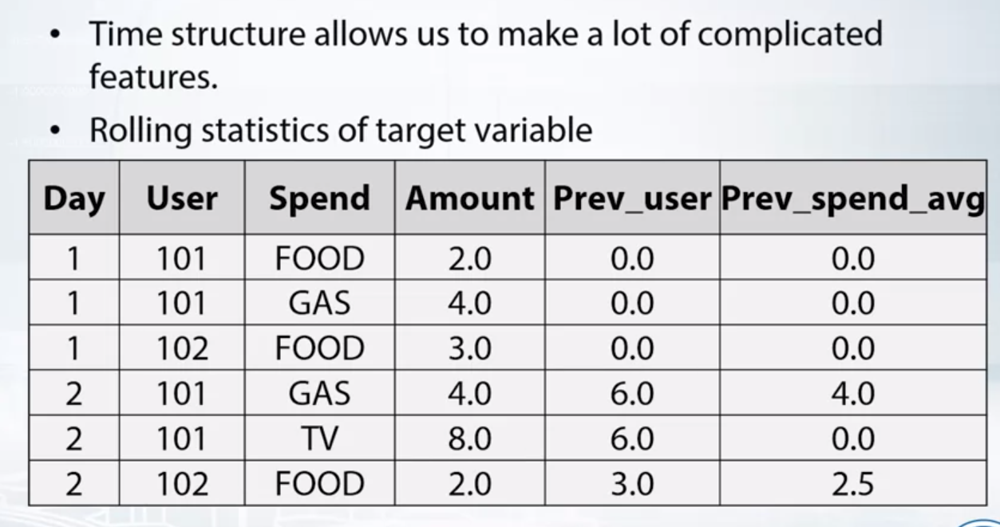 • Time structure allows us to make a lot of complicated
features.
• Rolling statistics of target variable
Day User Spend Amount Prev_user Prev_spend_avg
1 101 FOOD 2.0 0.0 0.0
1 101 GAS 4.0 0.0 0.0
1 102 FOOD 3.0 0.0 0.0
2 101 GAS 4.0 6.0 4.0
2 101 TV 8.0 6.0 0.0
2 102 FOOD 2.0 3.0 2.5